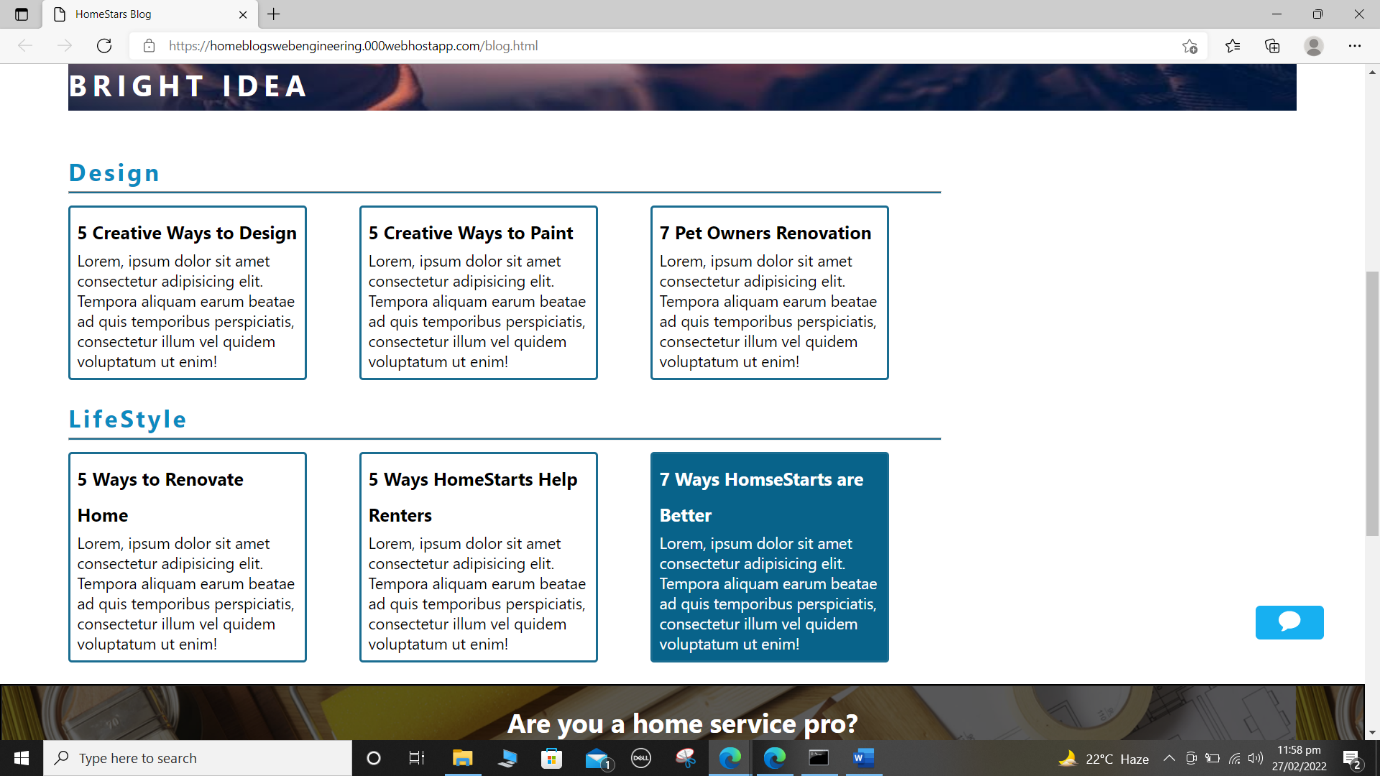 HomeStars Blog
https://homeblogswebengineering.000webhostapp.com/blog.html
BRIGHT IDEA
Design
5 Creative Ways to Design
Lorem, ipsum dolor sit amet
consectetur adipisicing elit.
Tempora aliquam earum beatae
ad quis temporibus perspiciatis,
consectetur illum vel quidem
voluptatum ut enim!
5 Creative Ways to Paint
Lorem, ipsum dolor sit amet
consectetur adipisicing elit.
Tempora aliquam earum beatae
ad quis temporibus perspiciatis,
consectetur illum vel quidem
voluptatum ut enim!
7 Pet Owners Renovation
Lorem, ipsum dolor sit amet
consectetur adipisicing elit.
Tempora aliquam earum beatae
ad quis temporibus perspiciatis,
consectetur illum vel quidem
voluptatum ut enim!
LifeStyle
5 Ways to Renovate
Home
Lorem, ipsum dolor sit amet
consectetur adipisicing elit.
Tempora aliquam earum beatae
ad quis temporibus perspiciatis,
consectetur illum vel quidem
voluptatum ut enim!
5 Ways HomeStarts Help
Renters
Lorem, ipsum dolor sit amet
consectetur adipisicing elit.
Tempora aliquam earum beatae
ad quis temporibus perspiciatis,
consectetur illum vel quidem
voluptatum ut enim!
7 Ways HomseStarts are
Better
Lorem, ipsum dolor sit amet
consectetur adipisicing elit.
Tempora aliquam earum beatae
ad quis temporibus perspiciatis,
consectetur illum vel quidem
voluptatum ut enim!
Are you a home service pro?
Type here to search
1
DELL
W
22°C Haze
11:58 pm
27/02/2022
2